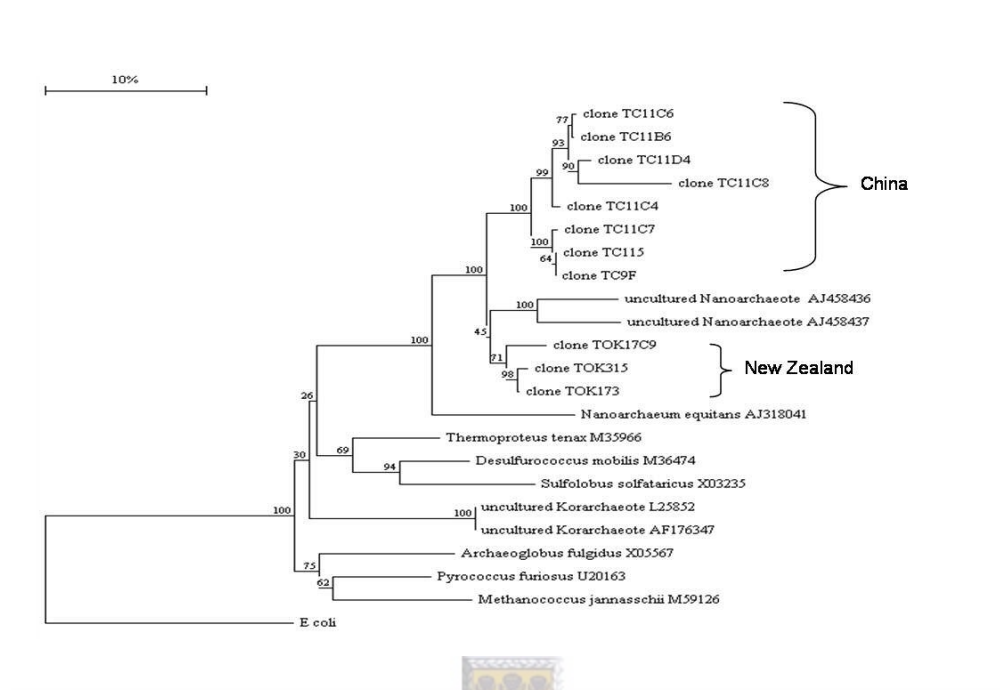 10%
77
clone TC11C6
clone TC11B6
93
clone TC11D4
90
99
clone TC11C8
China
clone TC11C4
100
clone TC11C7
100
clone TC115
64
clone TC9F
100
uncultured Nanoarchaeote AJ458436
100
uncultured Nanoarchaeote AJ458437
45
100
clone TOK17C9
71
clone TOK315
New Zealand
98
clone TOK173
26
Nanoarchaeum equitans AJ318041
Thermoproteus tenax M35966
69
30
94
Desulfurococcus mobilis M36474
Sulfolobus solfataricus X03235
uncultured Korarchaeote L25852
100
100
uncultured Korarchaeote AF176347
Archaeoglobus fulgidus X05567
75
Pyrococcus furiosus U20163
62
Methanococcus jannasschii M59126
E coli